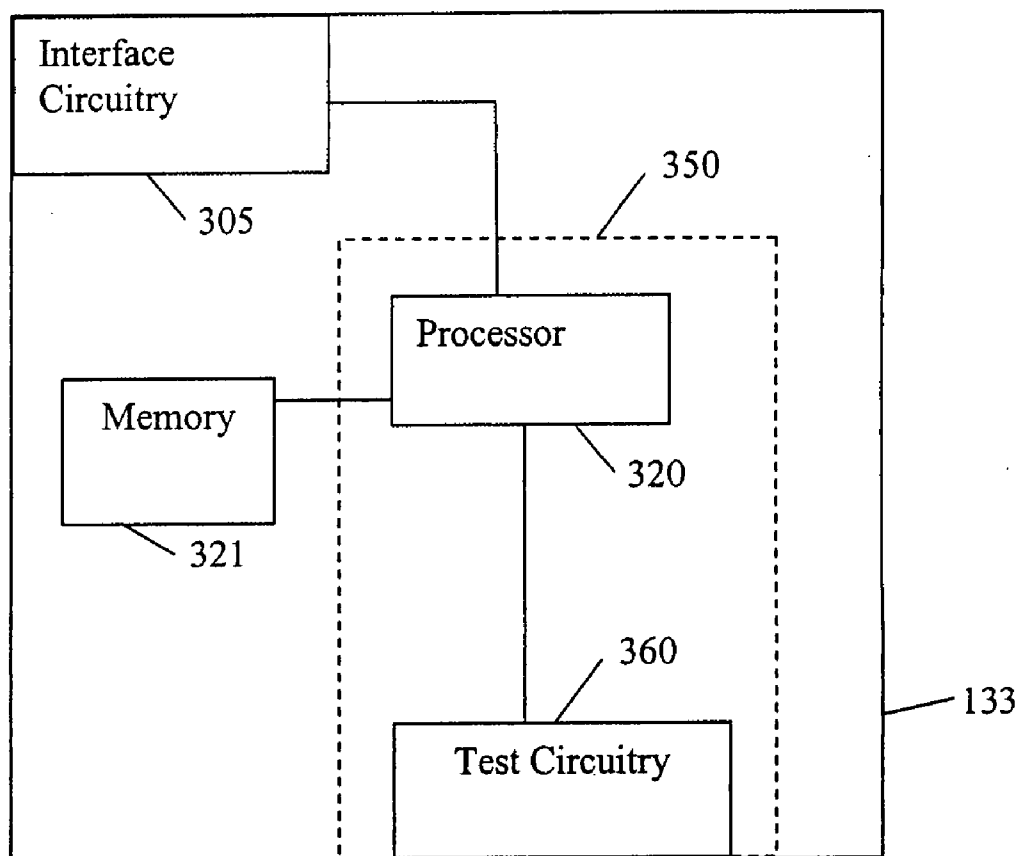 Interface
Circuitry
305
350
Processor
Memory
320
321
360
133
Test Circuitry